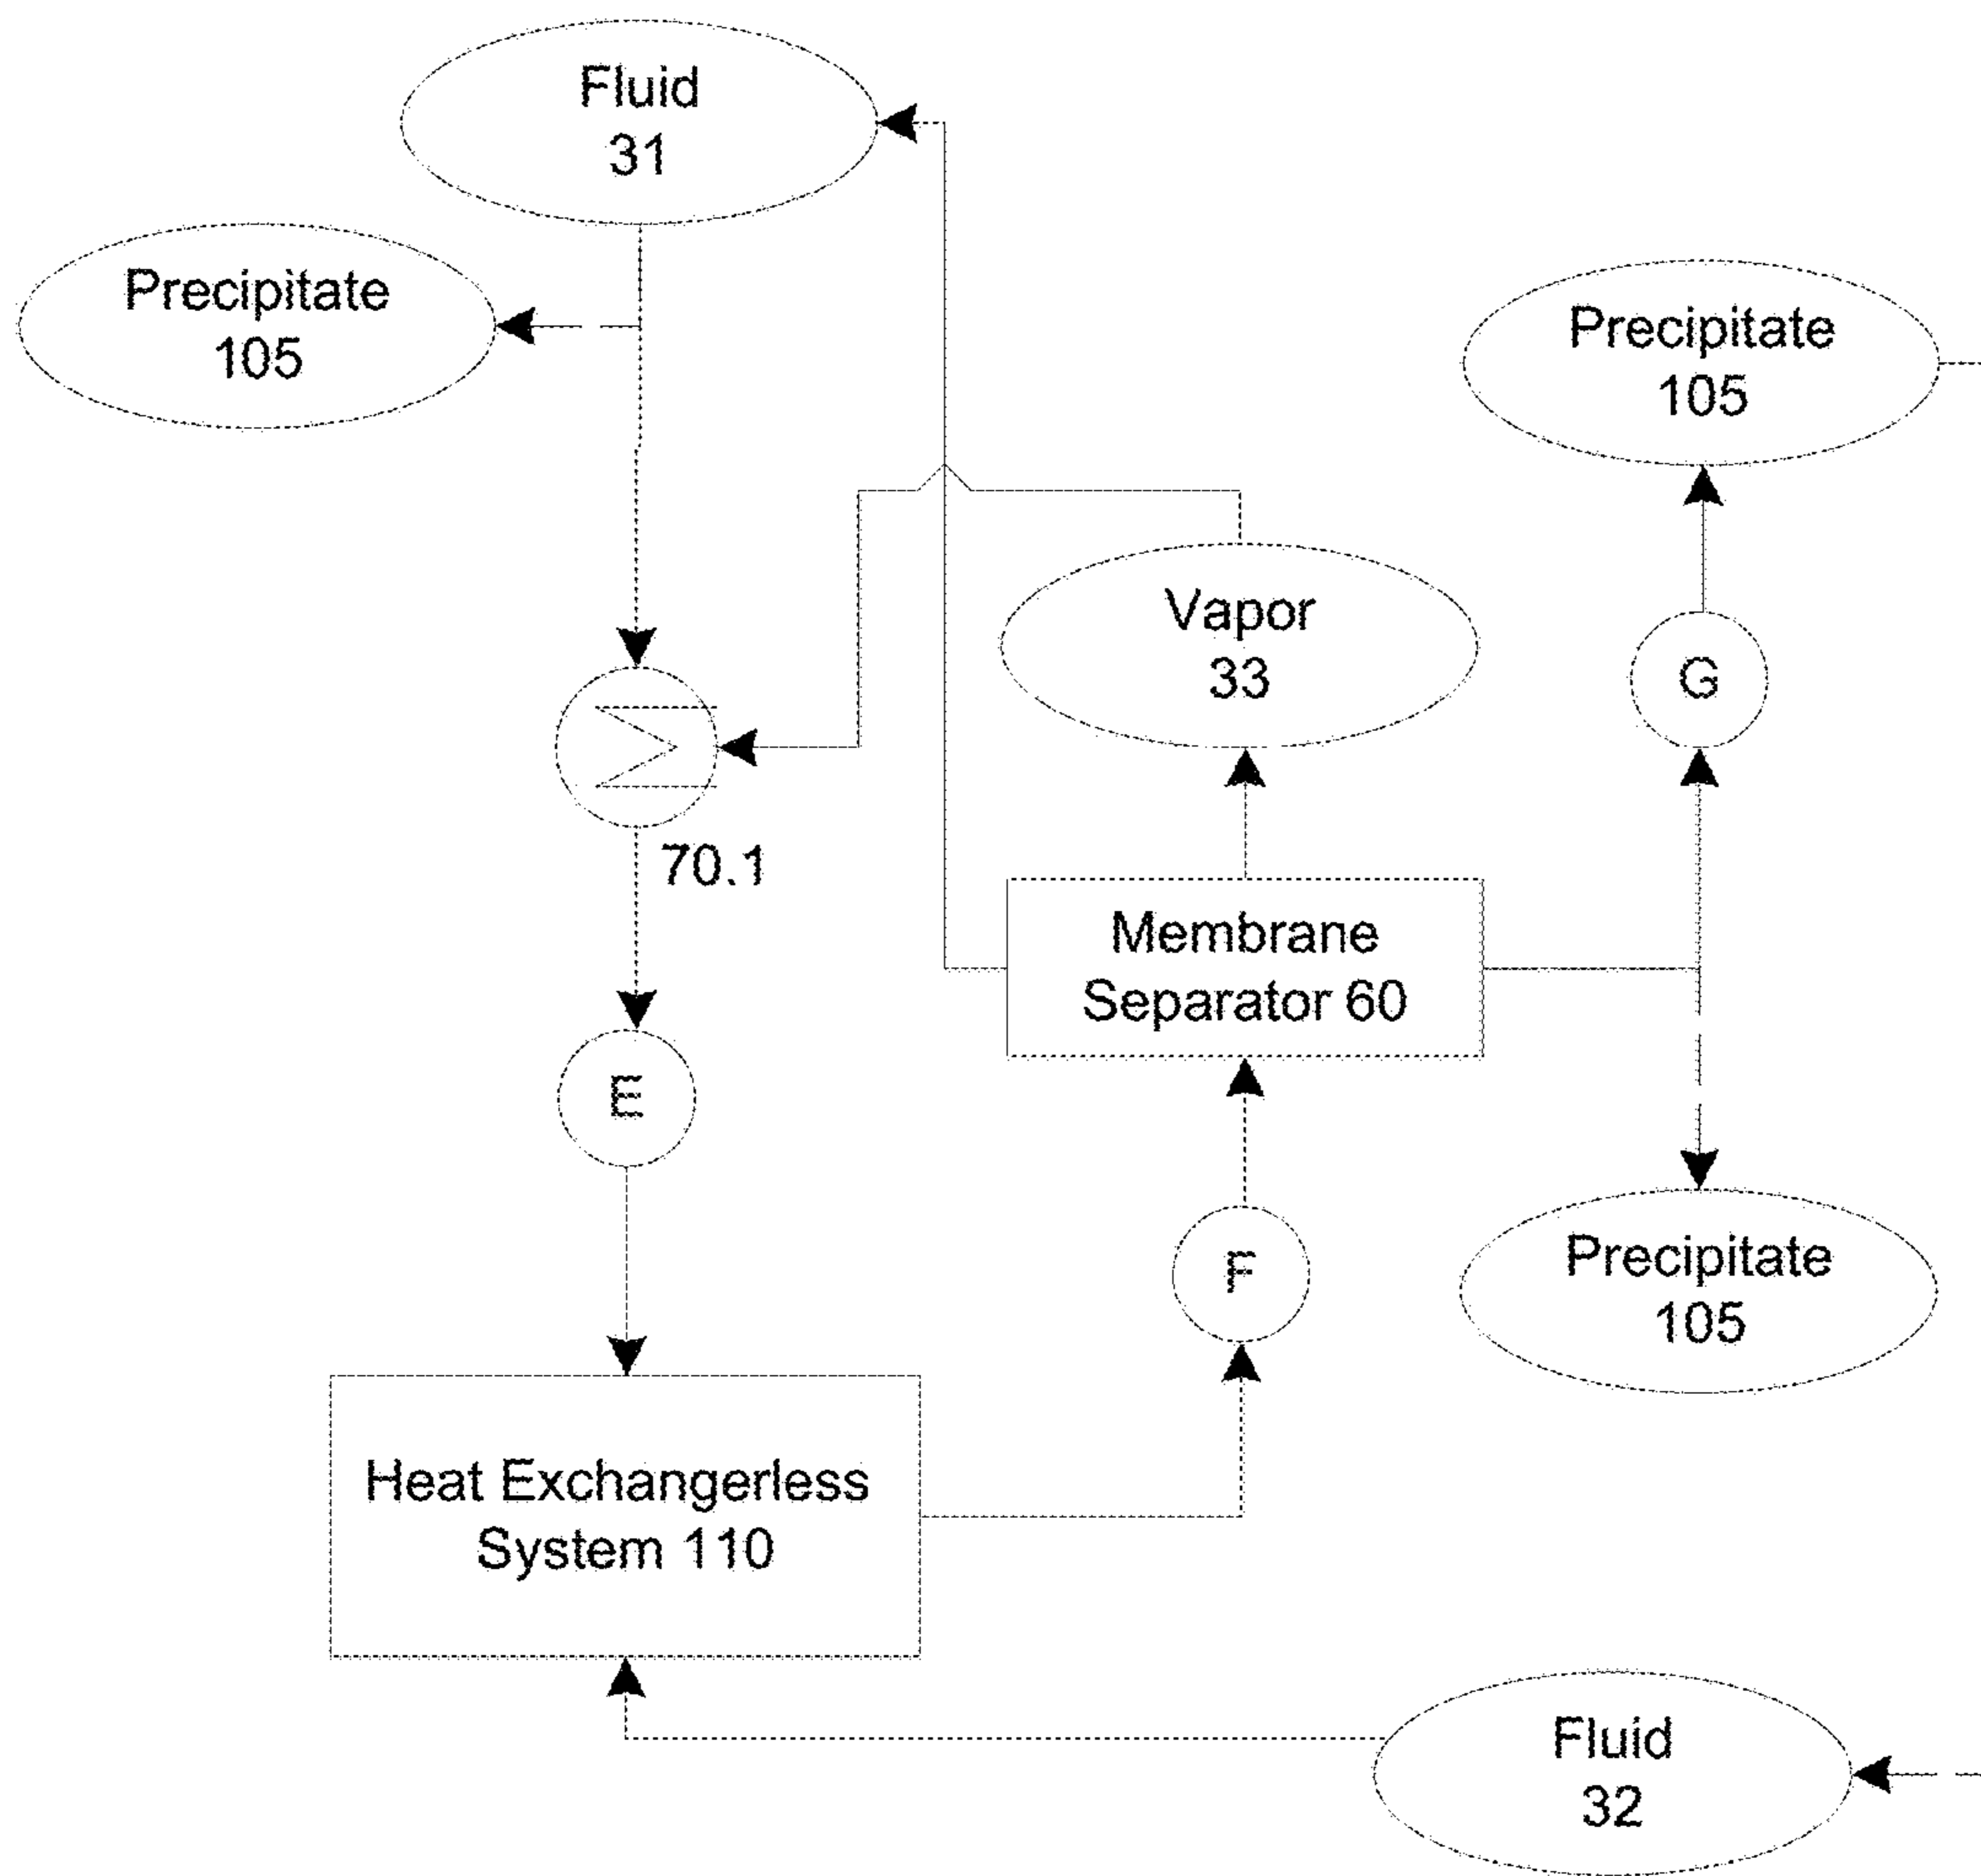 Fluid
31
Precipitate
105
Precipitate
105
Vapor
33
G
Σ
70.1
Membrane
Separator 60
E
F
Precipitate
105
Heat Exchangerless
System 110
Fluid
32